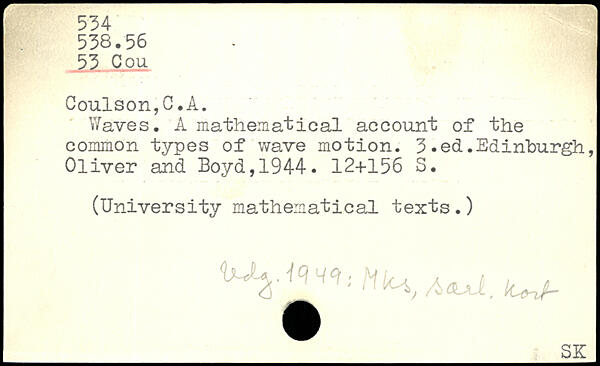 534
538.56
53 Cou
Coulson,C.A.
Waves. A mathematical account of the
common types of wave motion. 3.ed.Edinburgh,
Oliver and Boyd,1944. 12+156 S.
(University mathematical texts.)
Udg. 1949: Mks, særl. kort
SK